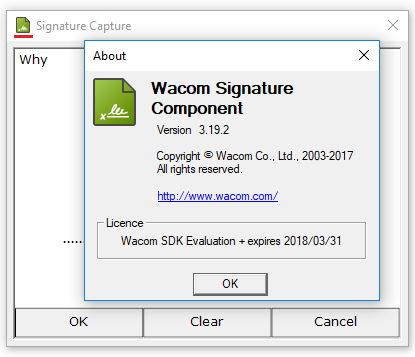 Signature Capture
Why
About
Wacom Signature
Component
Version 3.19.2
Copyright © Wacom Co., Ltd., 2003-2017
All rights reserved.
http://www.wacom.com/
Licence
Wacom SDK Evaluation + expires 2018/03/31
OK
OK
Clear
Cancel